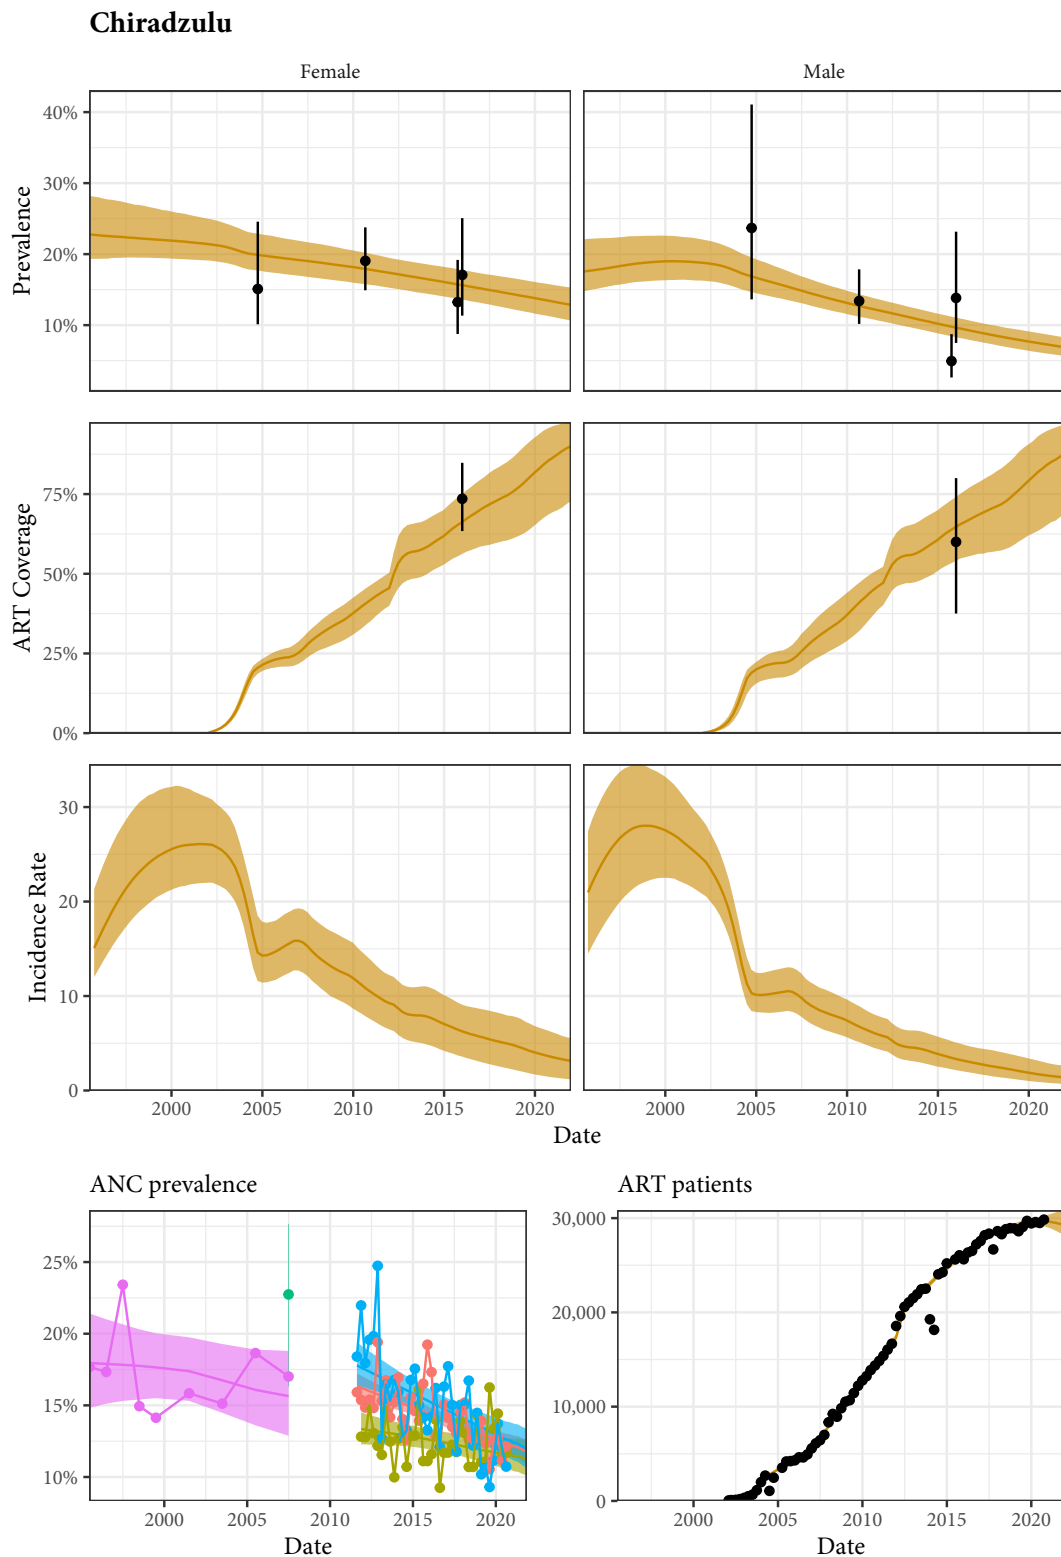 Chiradzulu
Female
Male
Prevalence
40%
30%
20%
10%
ART Coverage
75%
50%
25%
0%
Incidence Rate
30
20
10
0
2000 2005 2010 2015 2020
2000 2005 2010 2015 2020
Date
ANC prevalence
25%
20%
15%
10%
2000 2005 2010 2015 2020
Date
ART patients
30,000
20,000
10,000
0
2000 2005 2010 2015 2020
Date